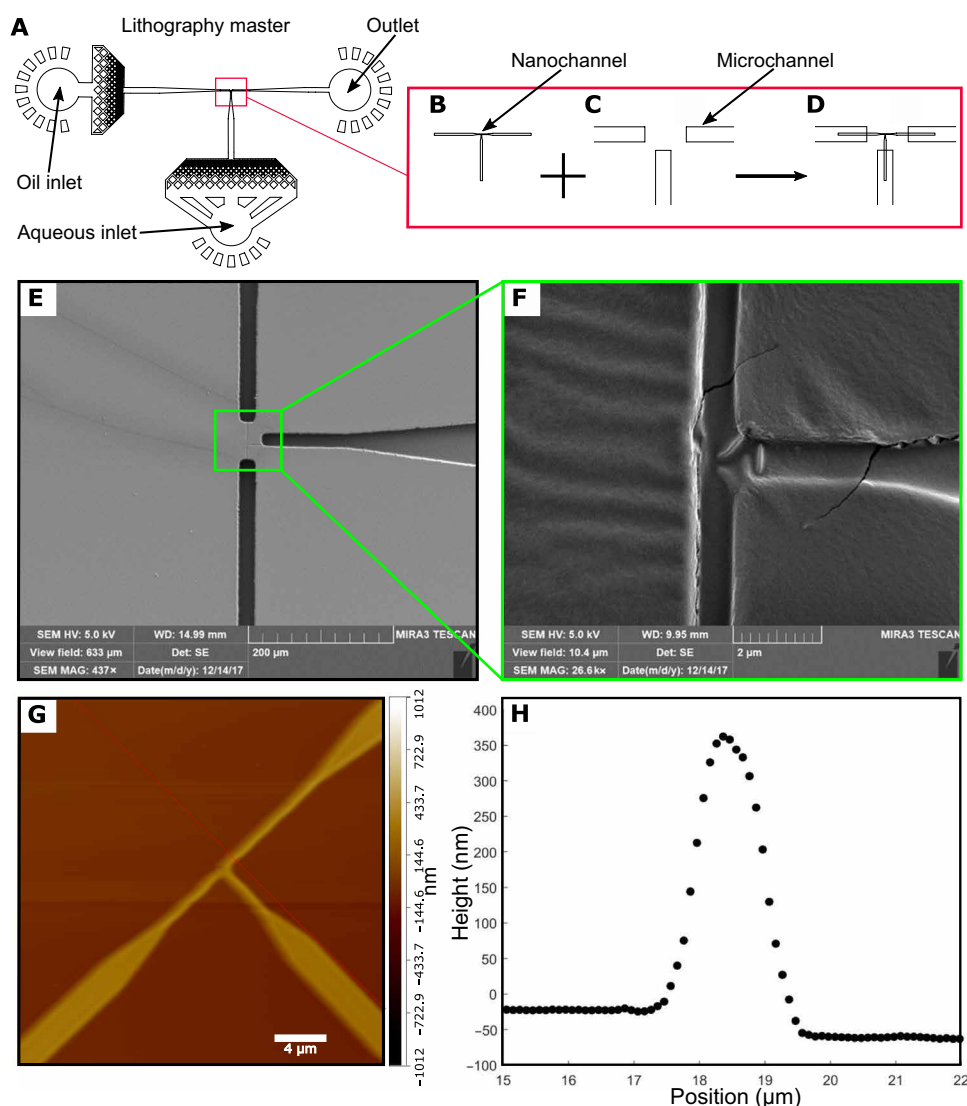 A
Lithography master
Outlet
Oil inlet
Aqueous inlet
Nanochannel
Microchannel
B
C
D
E
SEM HV: 5.0 kV
WD: 14.99 mm
MIRA3 TESCAN
View field: 633 µm
Det: SE
200 µm
SEM MAG: 437×
Date(m/d/y): 12/14/17
F
SEM HV: 5.0 kV
WD: 9.95 mm
MIRA3 TESCAN
View field: 10.4 µm
Det: SE
2 µm
SEM MAG: 26.6 k×
Date(m/d/y): 12/14/17
G
4 µm
1012
722.9
433.7
144.6
−144.6
−433.7
−722.9
−1012
nm
H
400
350
300
250
200
150
100
50
0
−50
−100
Height (nm)
15
16
17
18
19
20
21
22
Position (µm)